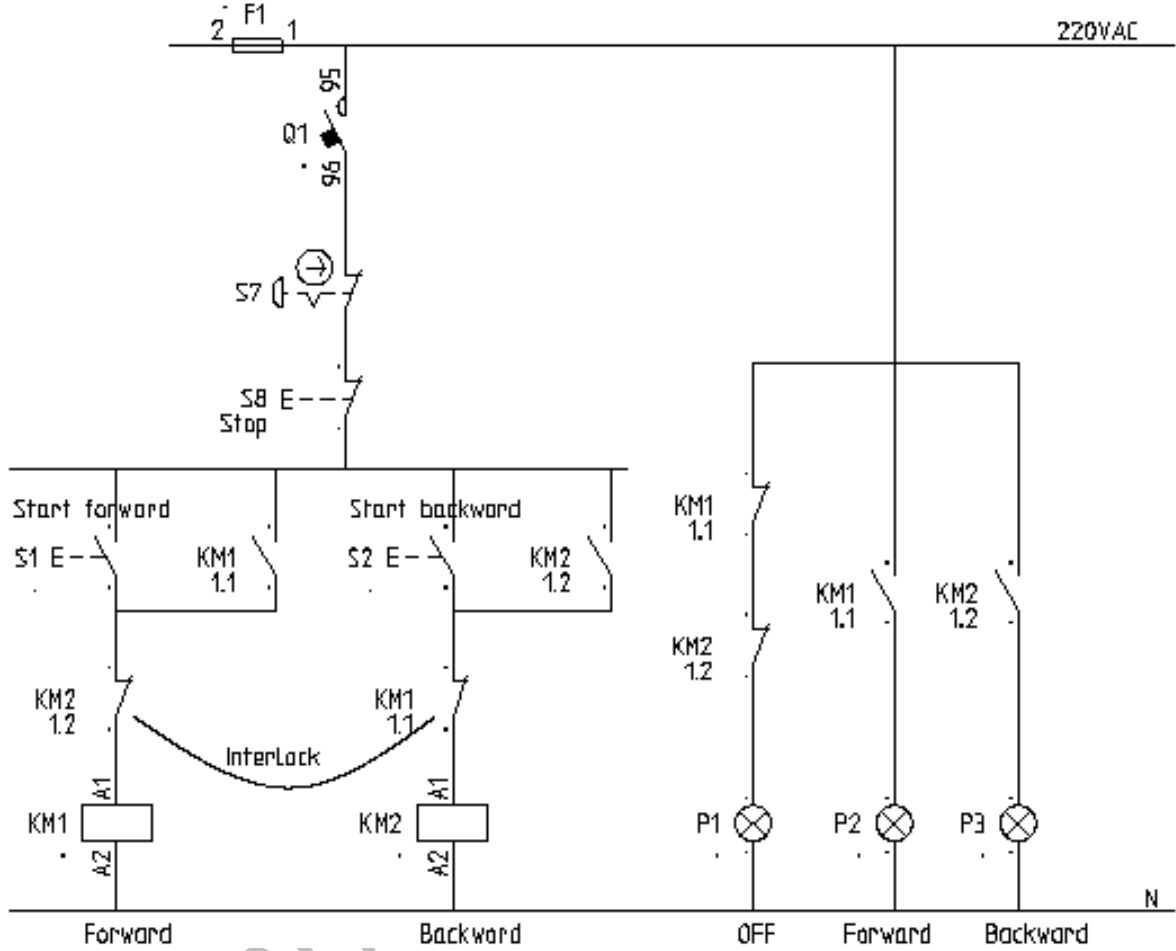 F1
2 1
220VAC
95
Q1
96
S7
S8 E
Stop
Start forward
Start backward
S1 E
KM1
1.1
S2 E
KM2
1.2
KM1
1.1
KM1
1.1
KM2
1.2
KM2
1.2
KM2
1.2
KM1
1.1
InterLock
A1
A1
KM1
KM2
P1
P2
P3
A2
A2
N
Forward
Backward
OFF
Forward
Backward